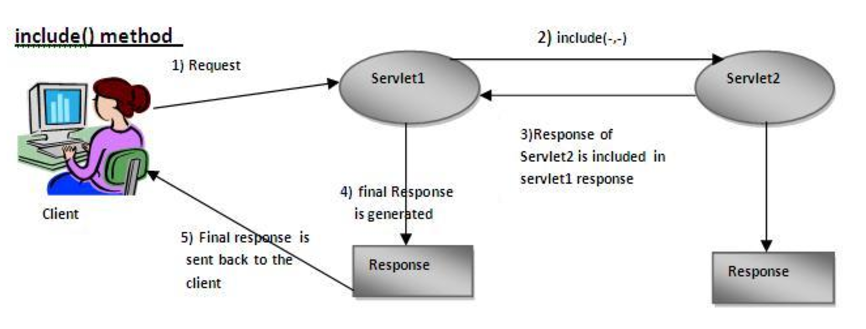 include() method
1) Request
2) include(-,-)
Servlet1
Servlet2
3)Response of
Servlet2 is included in
servlet1 response
4) final Response
is generated
Client
5) Final response is
sent back to the
client
Response
Response